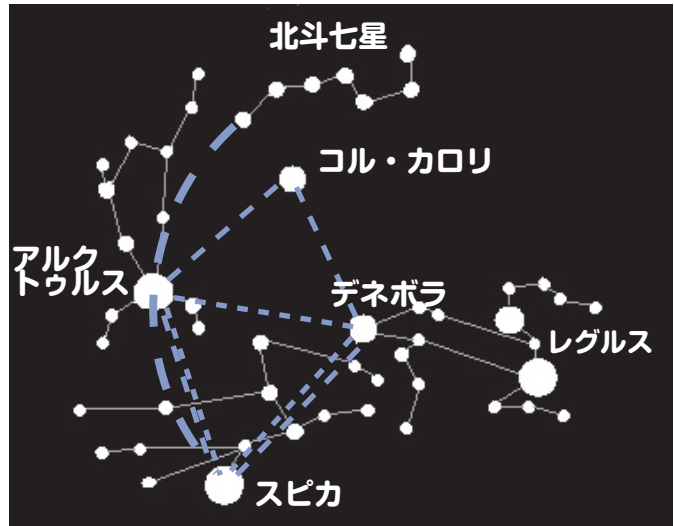 北斗七星
コル・カロリ
アルク
トゥルス
デネボラ
レグルス
スピカ